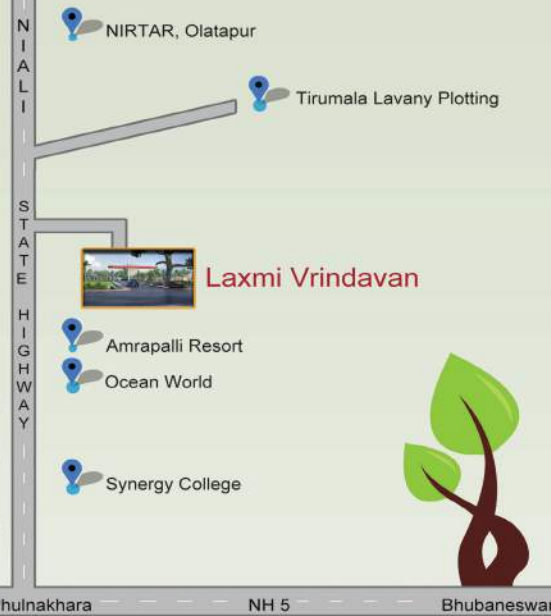 NIALI STATE HIGHWAY
NIRTAR, Olatapur
Tirumala Lavany Plotting
Laxmi Vrindavan
Amrapalli Resort
Ocean World
Synergy College
NH 5